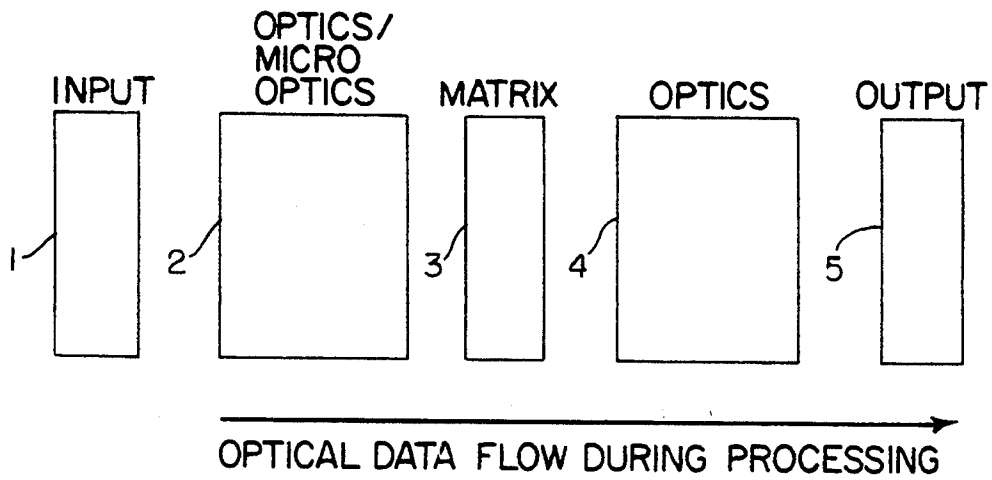 INPUT
OPTICS/
MICRO
OPTICS
MATRIX
OPTICS
OUTPUT
1
2
3
4
5
OPTICAL DATA FLOW DURING PROCESSING